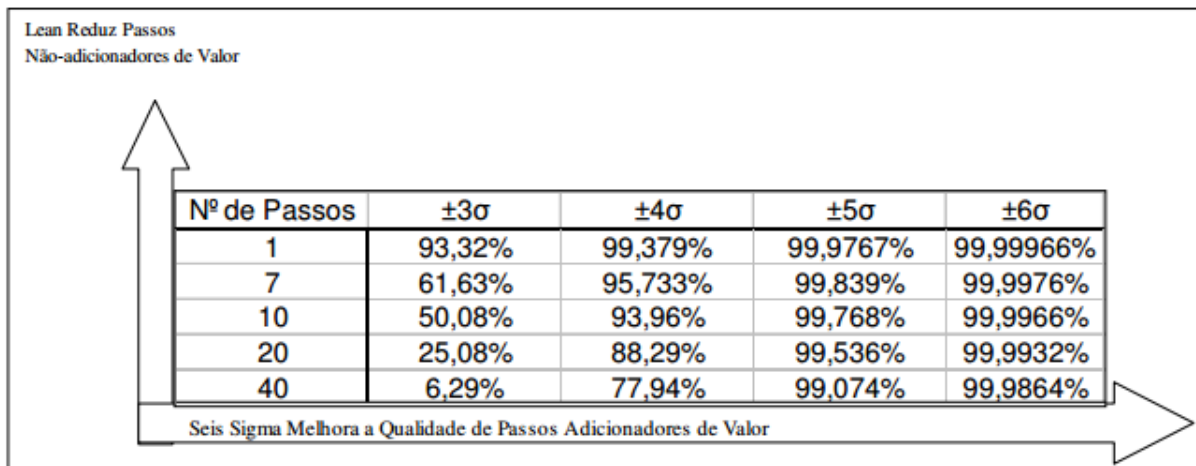 Lean Reduz Passos
Não-adicionadores de Valor
Nº de Passos ±3σ ±4σ ±5σ ±6σ
1 93,32% 99,379% 99,9767% 99,99966%
7 61,63% 95,733% 99,839% 99,9976%
10 50,08% 93,96% 99,768% 99,9966%
20 25,08% 88,29% 99,536% 99,9932%
40 6,29% 77,94% 99,074% 99,9864%
Seis Sigma Melhora a Qualidade de Passos Adicionadores de Valor